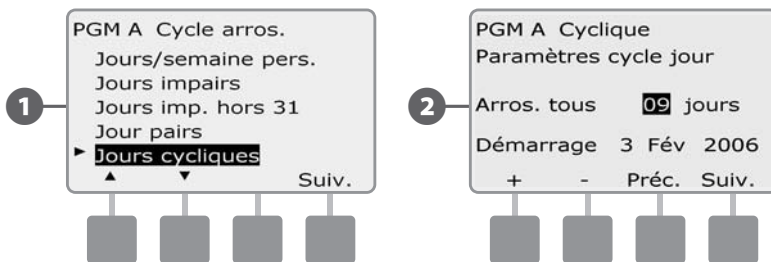 1
PGM A Cycle arros.
Jours/semaine pers.
Jours impairs
Jours imp. hors 31
Jour pairs
► Jours cycliques
▲ ▼ Suiv.
2
PGM A Cyclique
Paramètres cycle jour
Arros. tous 09 jours
Démarrage 3 Fév 2006
+ - Préc. Suiv.